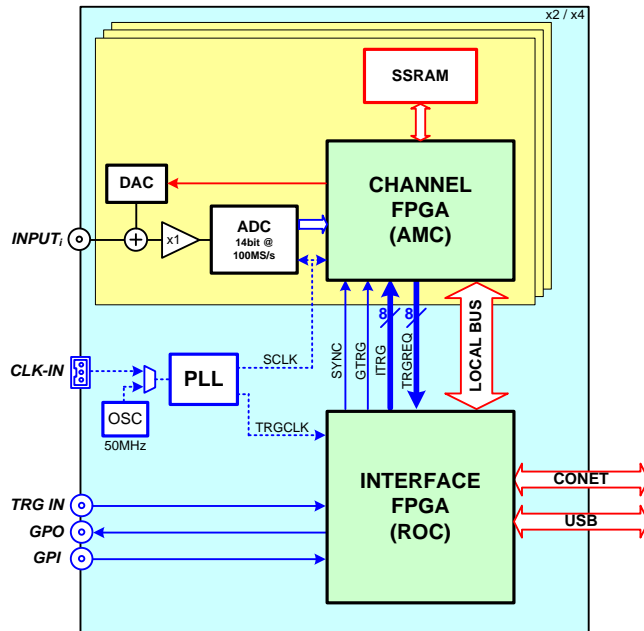 x2 / x4
SSRAM
DAC
CHANNEL
FPGA
(AMC)
ADC
14bit @
100MS/s
x1
INPUTi
8
8
SYNC
GTRG
ITRG
TRGREQ
LOCAL BUS
SCLK
CLK-IN
PLL
OSC
50MHz
TRGCLK
INTERFACE
FPGA
(ROC)
CONET
USB
TRG IN
GPO
GPI